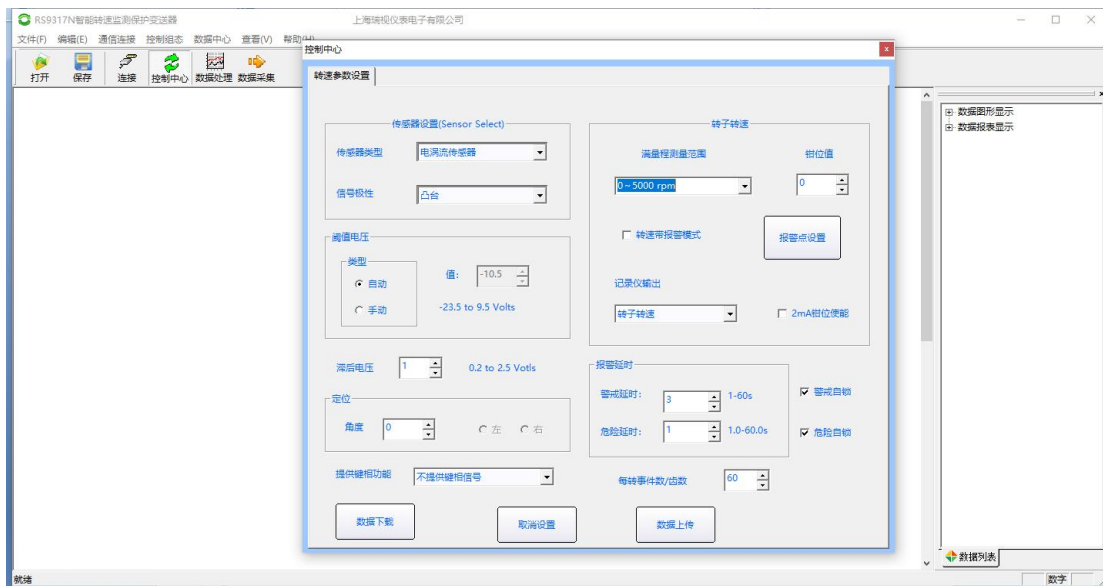 RS9317N智能转速监测保护变送器 上海瑞视仪表电子有限公司
文件(F) 编辑(E) 通信连接 控制组态 数据中心 查看(V) 帮助(H)
打开 保存 连接 控制中心 数据处理 数据采集
控制中心
转速参数设置
传感器设置(Sensor Select)
传感器类型 电涡流传感器
信号极性 凸台
阈值电压
类型
自动
手动
值: -10.5
-23.5 to 9.5 Volts
滞后电压 1 0.2 to 2.5 Votls
定位
角度 0 左 右
提供键相功能 不提供键相信号
数据下载 取消设置 数据上传
转子转速
满量程测量范围 钳位值
0~5000 rpm 0
转速带报警模式 报警点设置
记录仪输出
转子转速 2mA钳位使能
报警延时
警戒延时: 3 1-60s 警戒自锁
危险延时: 1 1.0-60.0s 危险自锁
每转事件数/齿数 60
数据图形显示
数据报表显示
数据列表
就绪 数字